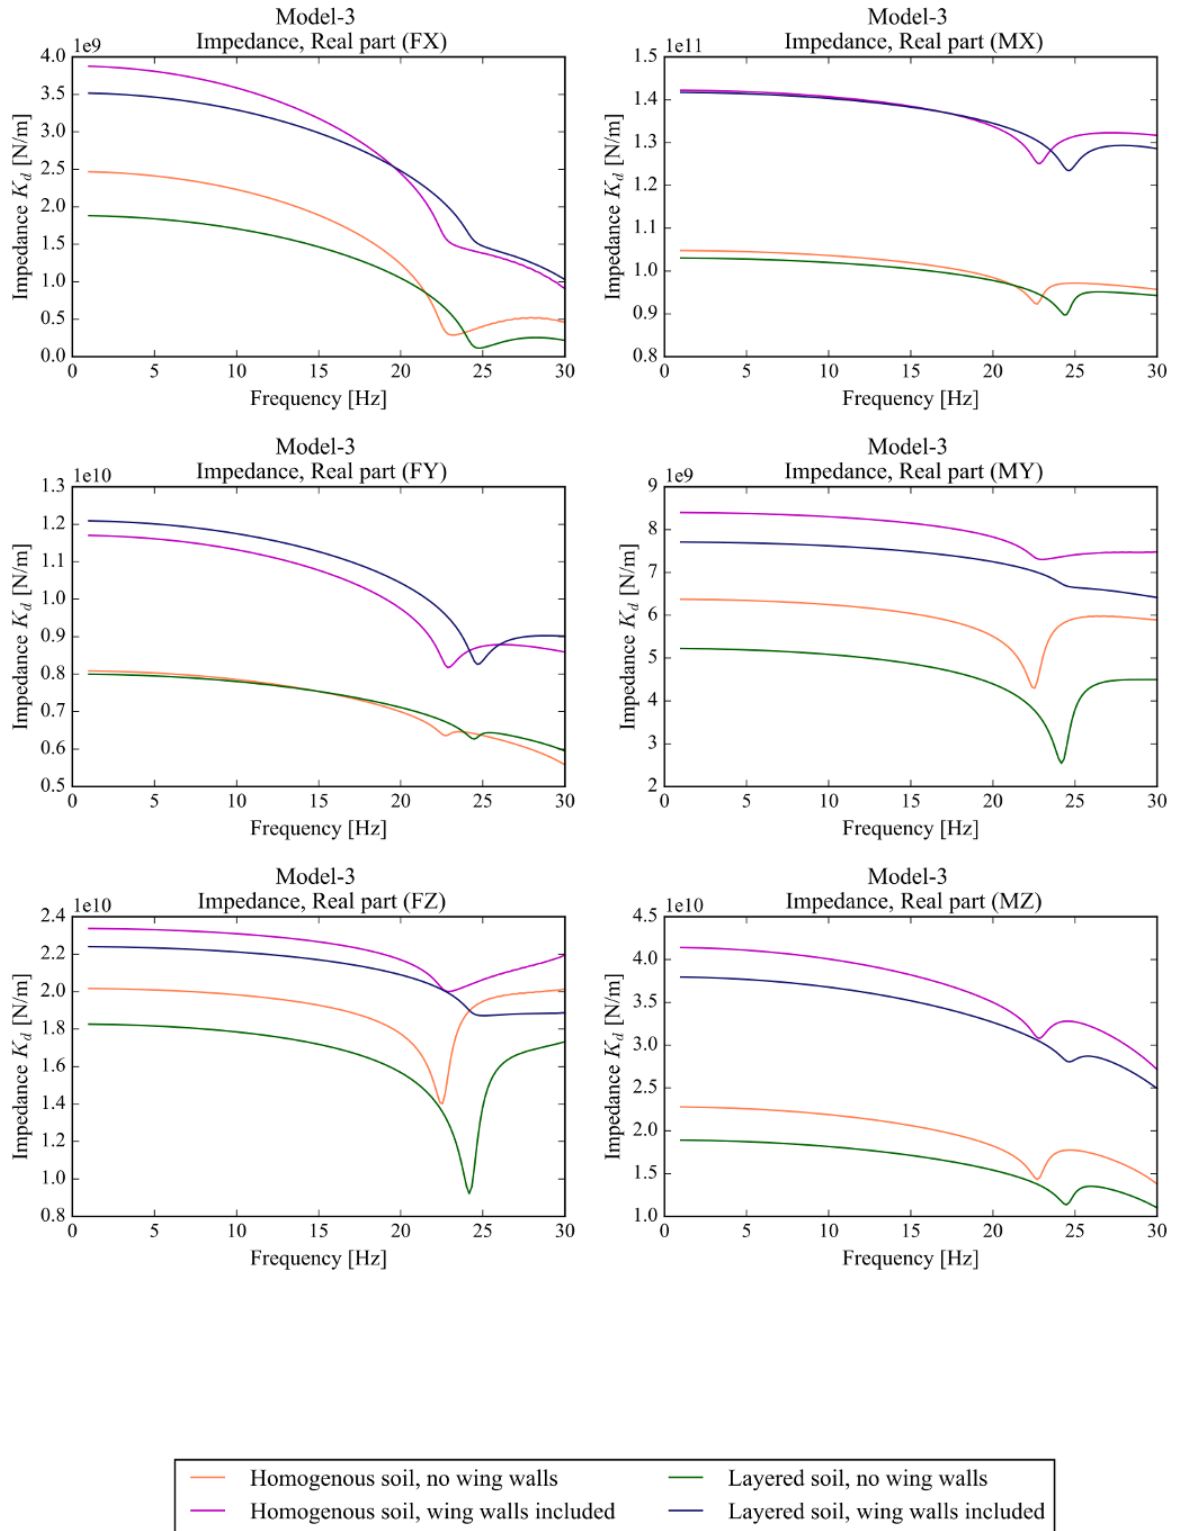 Model-3
Impedance, Real part (FX)
1e9
4.0
3.5
3.0
2.5
2.0
1.5
1.0
0.5
0.0
Impedance K_d [N/m]
0 5 10 15 20 25 30
Frequency [Hz]
Model-3
Impedance, Real part (MX)
1e11
1.5
1.4
1.3
1.2
1.1
1.0
0.9
0.8
Impedance K_d [N/m]
0 5 10 15 20 25 30
Frequency [Hz]
Model-3
Impedance, Real part (FY)
1e10
1.3
1.2
1.1
1.0
0.9
0.8
0.7
0.6
0.5
Impedance K_d [N/m]
0 5 10 15 20 25 30
Frequency [Hz]
Model-3
Impedance, Real part (MY)
1e9
9
8
7
6
5
4
3
2
Impedance K_d [N/m]
0 5 10 15 20 25 30
Frequency [Hz]
Model-3
Impedance, Real part (FZ)
1e10
2.4
2.2
2.0
1.8
1.6
1.4
1.2
1.0
0.8
Impedance K_d [N/m]
0 5 10 15 20 25 30
Frequency [Hz]
Model-3
Impedance, Real part (MZ)
1e10
4.5
4.0
3.5
3.0
2.5
2.0
1.5
1.0
Impedance K_d [N/m]
0 5 10 15 20 25 30
Frequency [Hz]
Homogenous soil, no wing walls
Homogenous soil, wing walls included
Layered soil, no wing walls
Layered soil, wing walls included